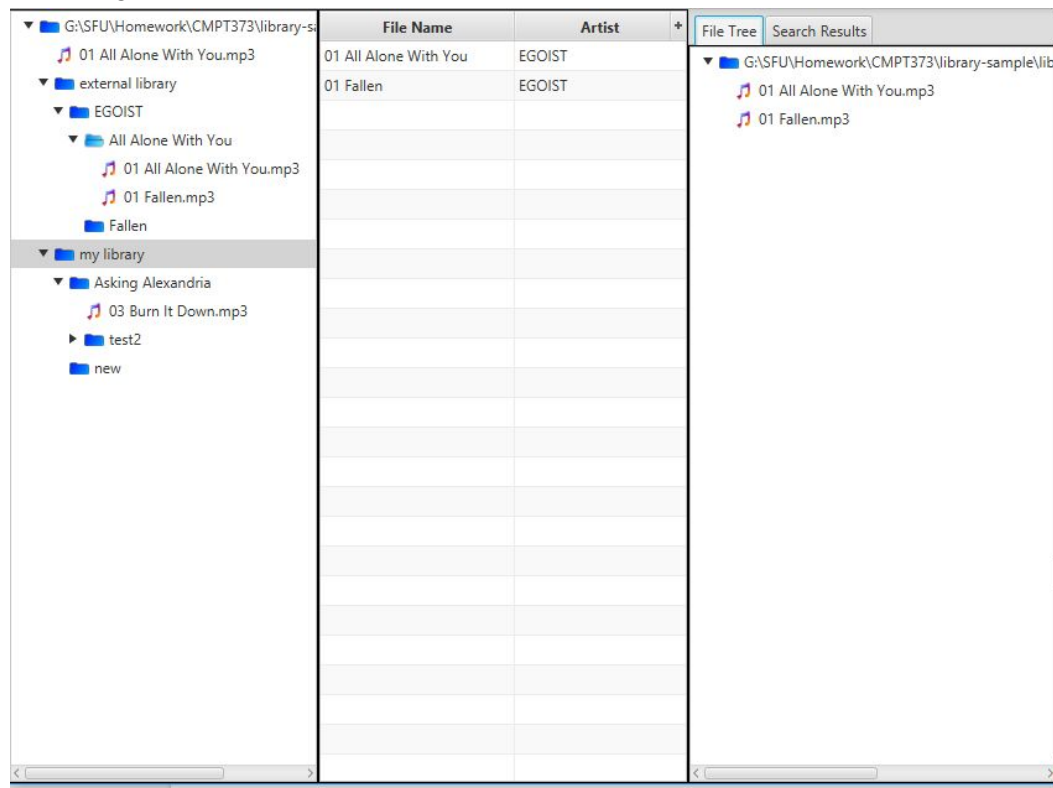 G:\SFU\Homework\CMPT373\library-sa
01 All Alone With You.mp3
external library
EGOIST
All Alone With You
01 All Alone With You.mp3
01 Fallen.mp3
Fallen
my library
Asking Alexandria
03 Burn It Down.mp3
test2
new
File Name Artist +
01 All Alone With You EGOIST
01 Fallen EGOIST
File Tree Search Results
G:\SFU\Homework\CMPT373\library-sample\lib
01 All Alone With You.mp3
01 Fallen.mp3